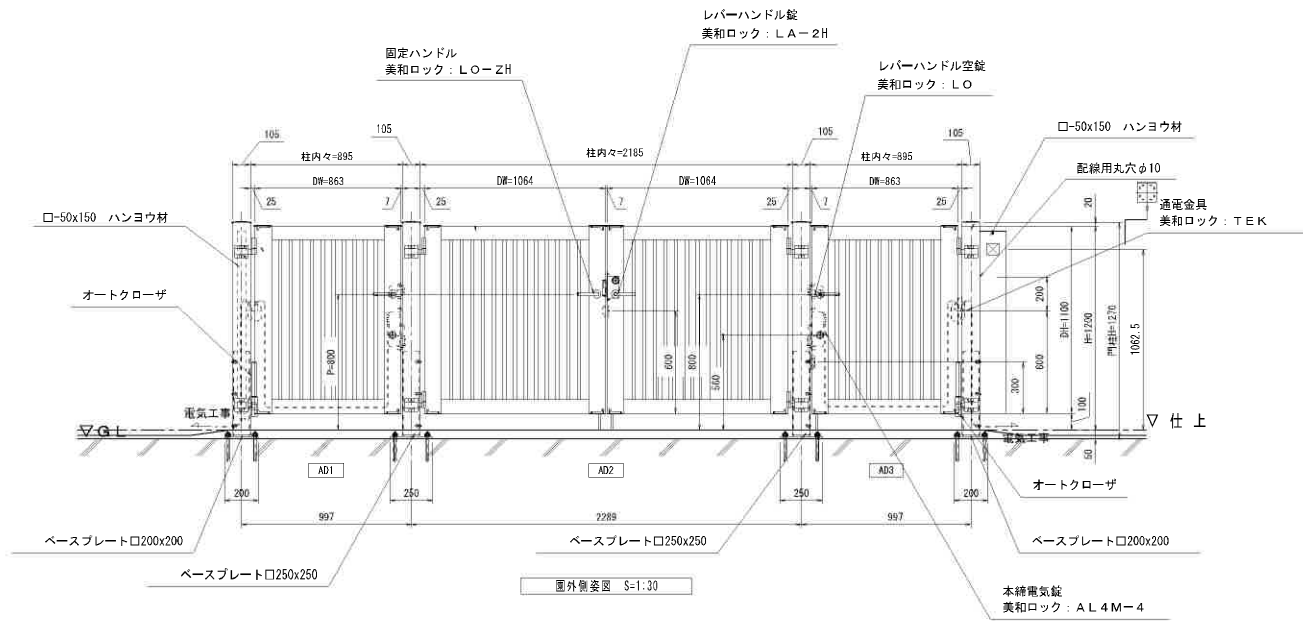 レバーハンドル錠
美和ロック：ＬＡ－２Ｈ
固定ハンドル
美和ロック：ＬＯ－ＺＨ
レバーハンドル空錠
美和ロック：ＬＯ
105
105
105
105
□-50x150 ハンヨウ材
柱内々=895
柱内々=2185
柱内々=895
配線用丸穴φ10
DW=863
DW=1064
DW=1064
DW=863
25
7
25
7
25
7
25
20
通電金具
美和ロック：ＴＥＫ
□-50x150 ハンヨウ材
オートクローザ
P=800
600
800
560
200
600
300
DH=1100
100
H=1200
門柱H=1270
1062.5
電気工事
▽ＧＬ
▽ 仕上
電気工事
50
AD1
AD2
AD3
200
250
250
200
オートクローザ
997
2289
997
ベースプレート□200x200
ベースプレート□250x250
ベースプレート□250x250
ベースプレート□200x200
園外側姿図 S=1:30
本締電気錠
美和ロック：ＡＬ４Ｍ－４